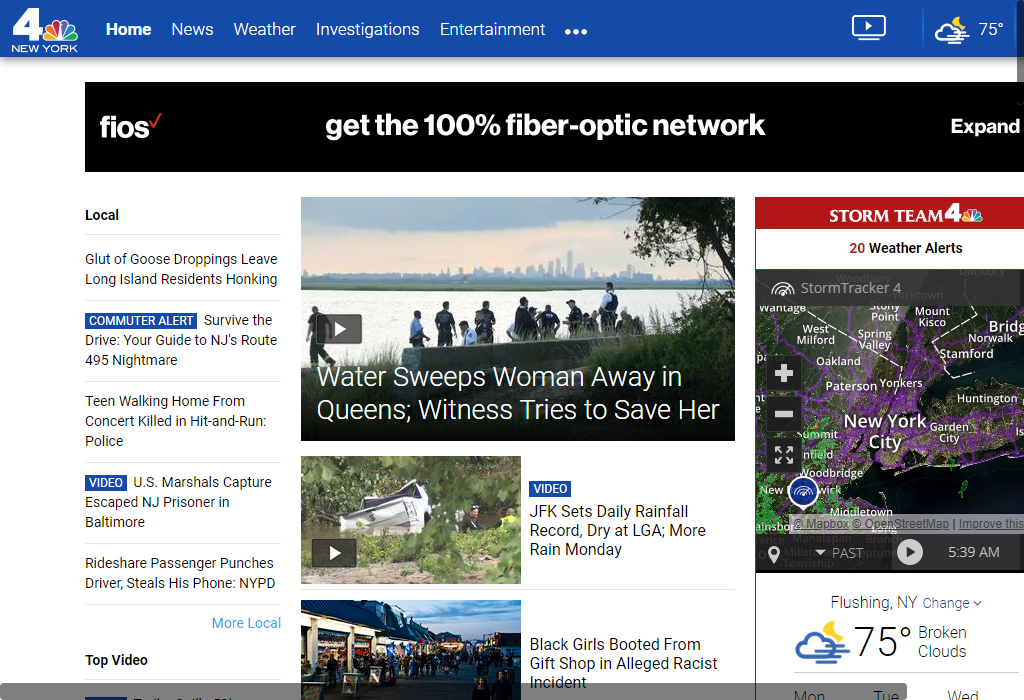 4
NEW YORK
Home News Weather Investigations Entertainment •••
75°
fios✓ get the 100% fiber-optic network Expand
Local
Glut of Goose Droppings Leave
Long Island Residents Honking
COMMUTER ALERT Survive the
Drive: Your Guide to NJ's Route
495 Nightmare
Teen Walking Home From
Concert Killed in Hit-and-Run:
Police
VIDEO U.S. Marshals Capture
Escaped NJ Prisoner in
Baltimore
Rideshare Passenger Punches
Driver, Steals His Phone: NYPD
More Local
Top Video
Water Sweeps Woman Away in
Queens; Witness Tries to Save Her
VIDEO
JFK Sets Daily Rainfall
Record, Dry at LGA; More
Rain Monday
Black Girls Booted From
Gift Shop in Alleged Racist
Incident
STORM TEAM 4
20 Weather Alerts
Woodbury
Danbury
StormTracker 4
Yorktown
Wantage
Stony
Point
Mount
Kisco
West
Milford
Spring
Valley
Bridg
Norwalk
Stamford
Oakland
Paterson
Yonkers
Huntington
New York
City
Garden
City
Is
Summit
nfield
Woodbridge
New
wick
Middletown
ainsbor
© Mapbox © OpenStreetMap | Improve this
Manalapan
Branch
Township
PAST
5:39 AM
Flushing, NY Change
75° Broken
Clouds
Mon Tue Wed